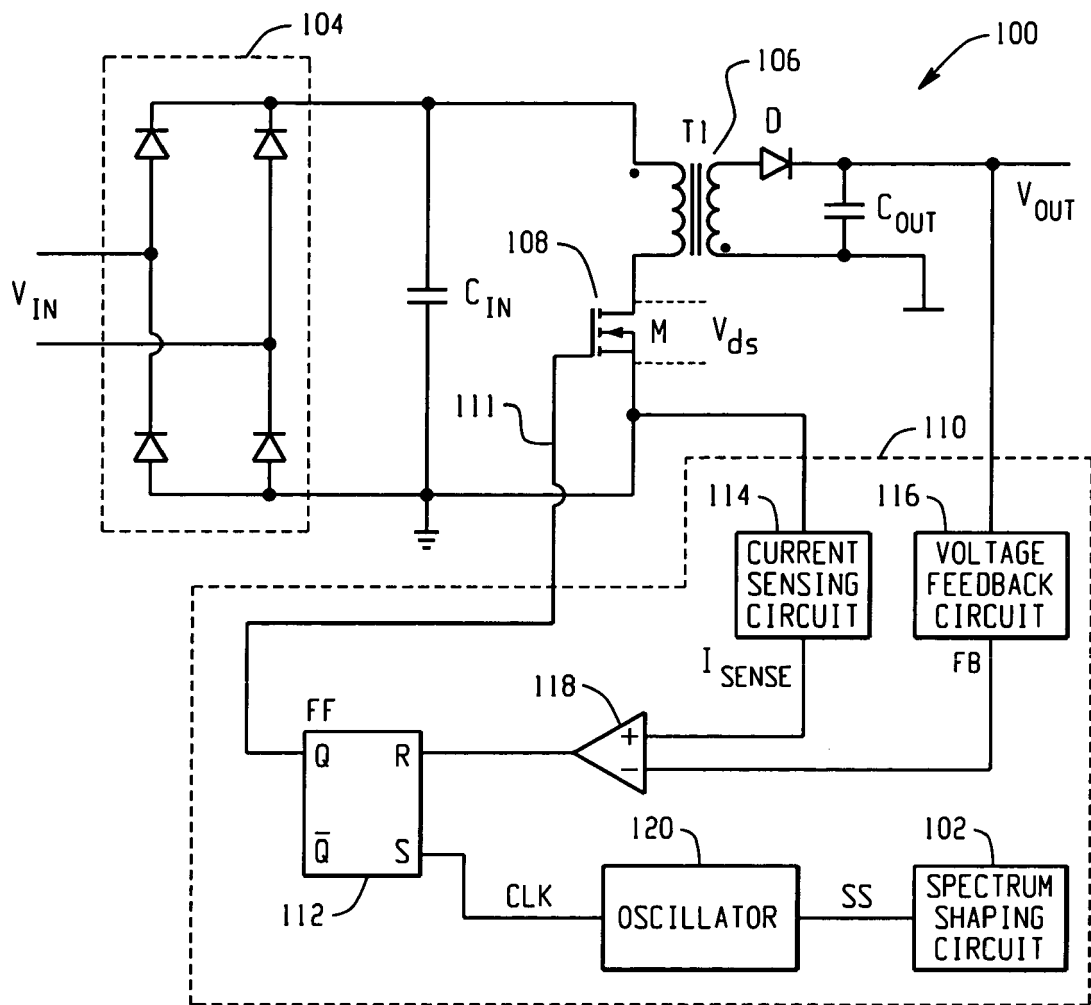 104
100
106
T1
D
C OUT
V OUT
V IN
C IN
108
M
V ds
111
110
114
116
CURRENT
SENSING
CIRCUIT
VOLTAGE
FEEDBACK
CIRCUIT
I SENSE
FB
118
+
−
FF
Q
R
Q̅
S
112
120
102
CLK
OSCILLATOR
SS
SPECTRUM
SHAPING
CIRCUIT